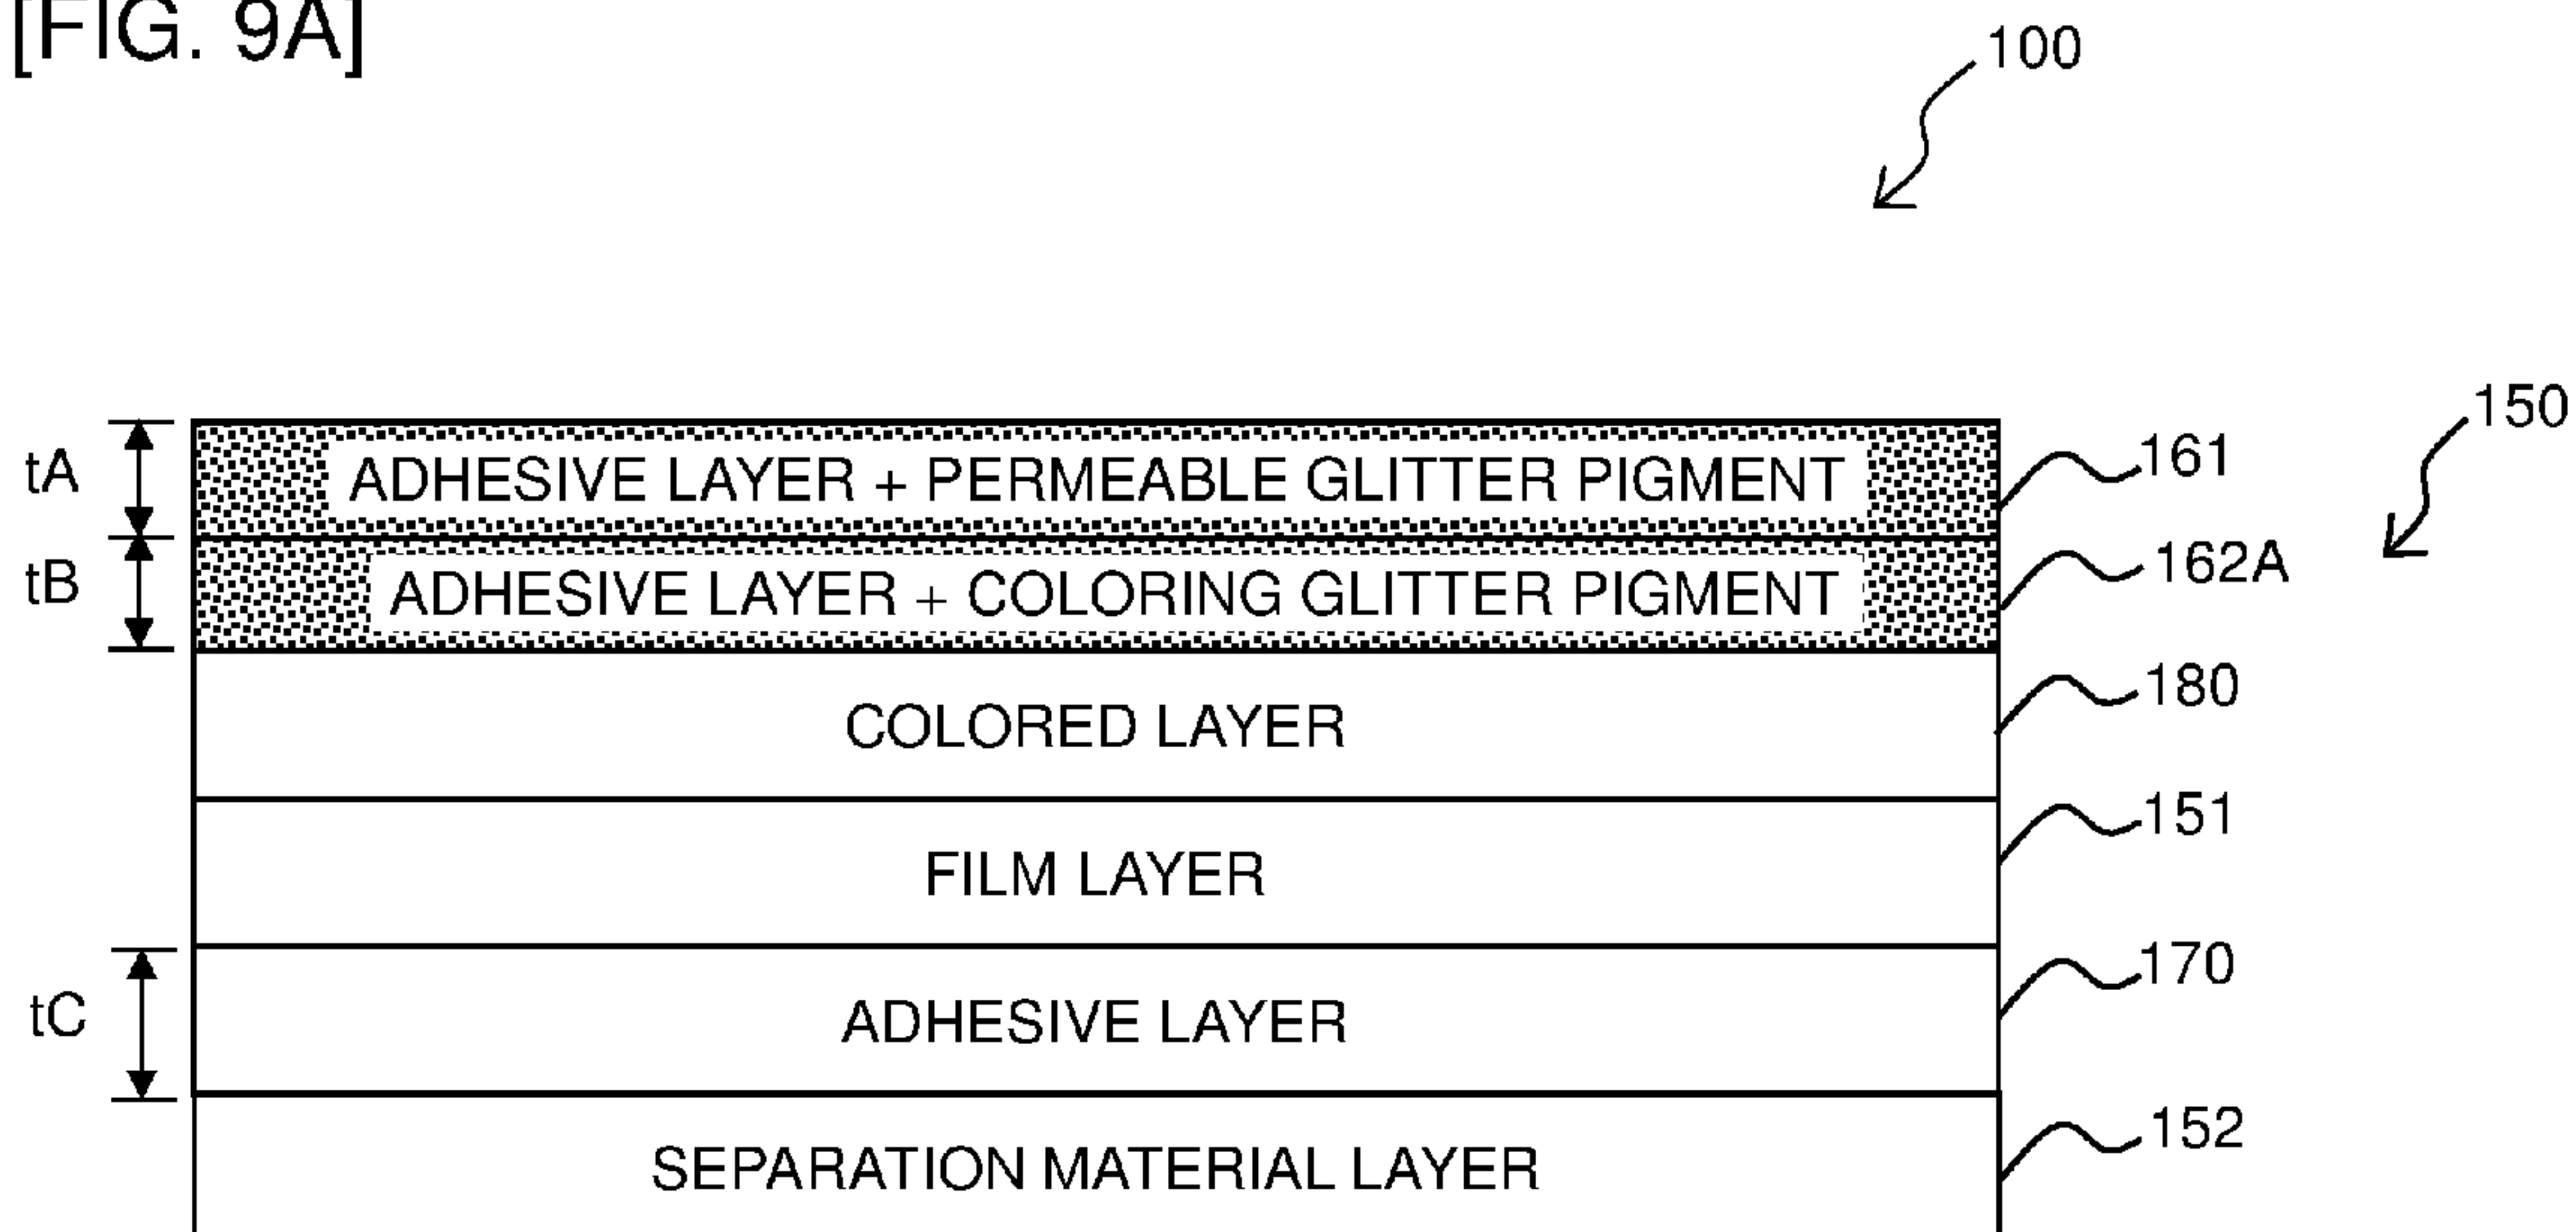 [FIG. 9A]
100
150
tA
ADHESIVE LAYER + PERMEABLE GLITTER PIGMENT
161
tB
ADHESIVE LAYER + COLORING GLITTER PIGMENT
162A
COLORED LAYER
180
FILM LAYER
151
tC
ADHESIVE LAYER
170
SEPARATION MATERIAL LAYER
152